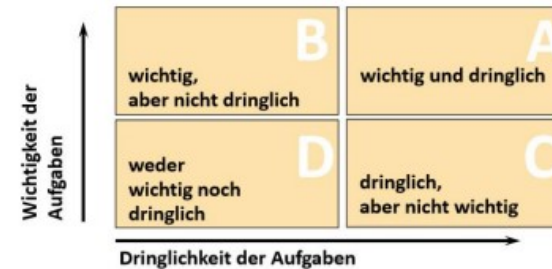 Wichtigkeit der
Aufgaben
B
wichtig,
aber nicht dringlich
A
wichtig und dringlich
D
weder
wichtig noch
dringlich
C
dringlich,
aber nicht wichtig
Dringlichkeit der Aufgaben